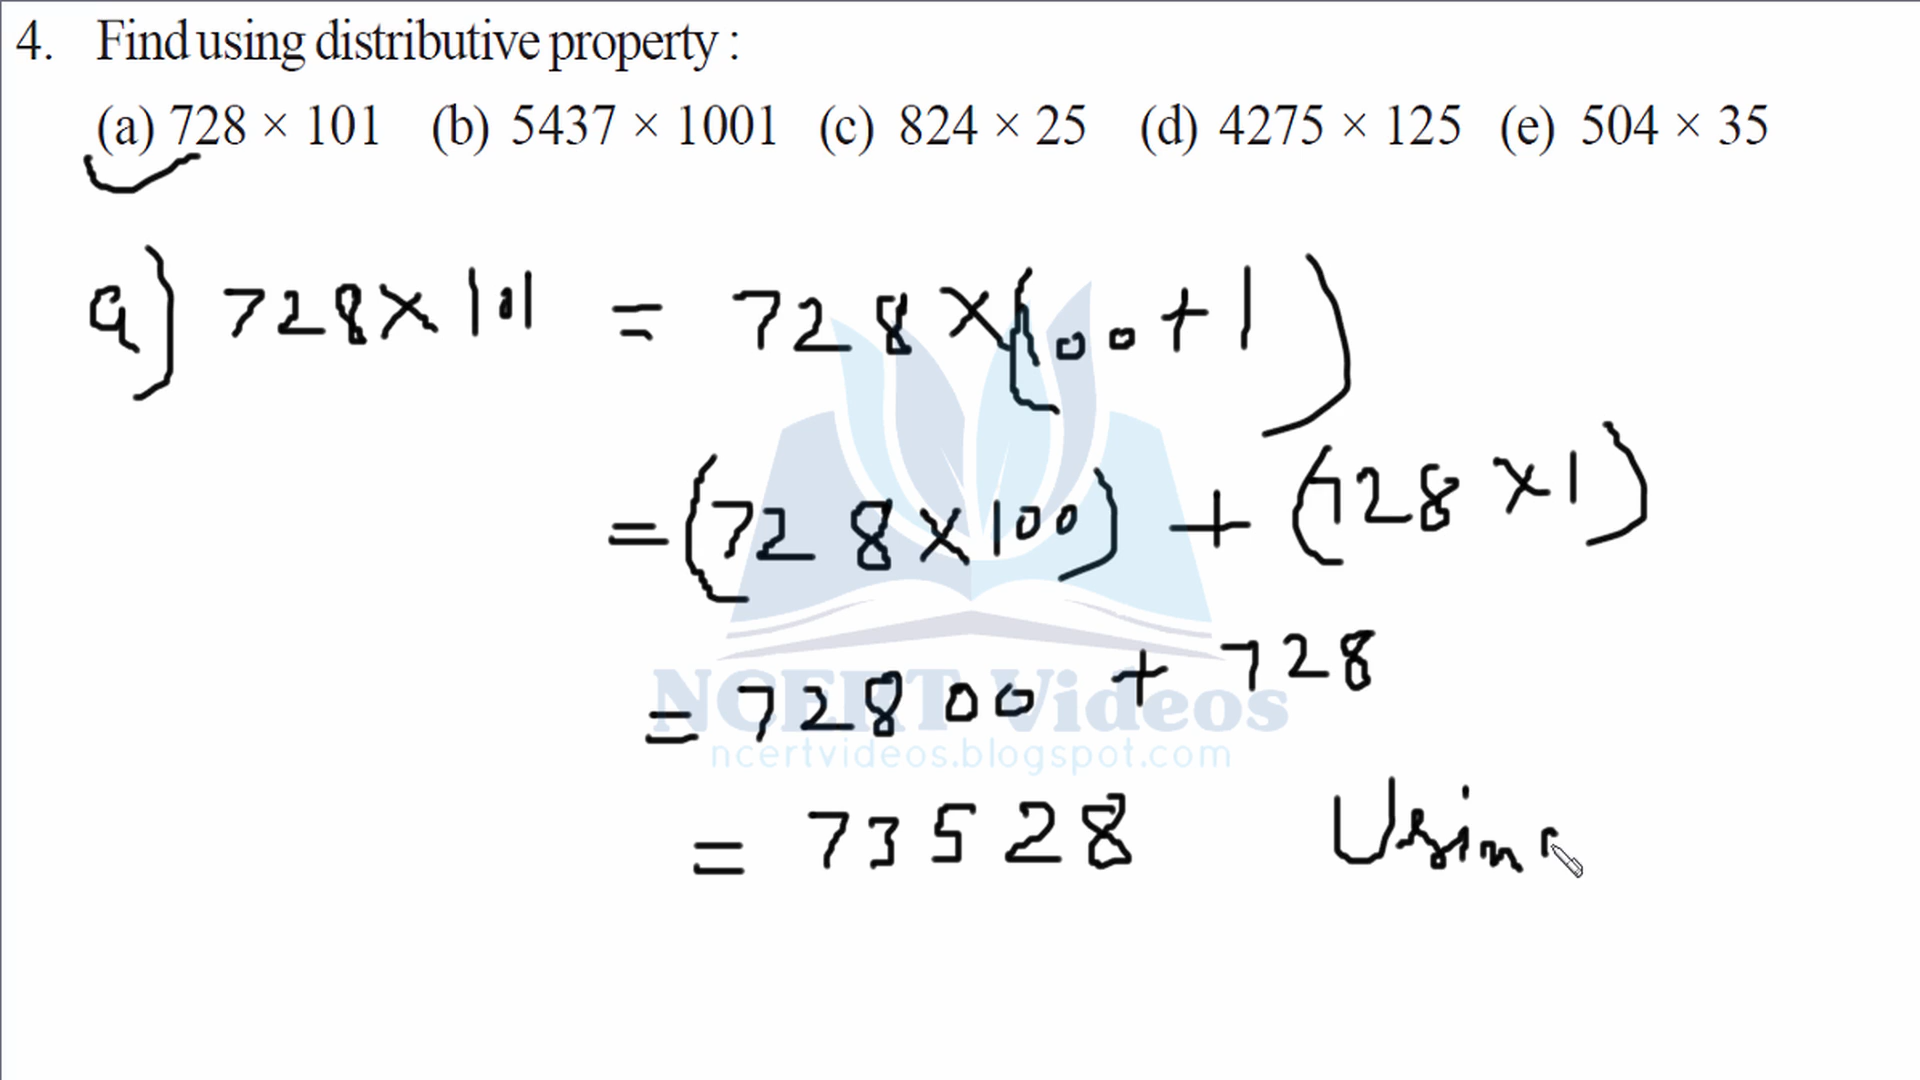 4. Find using distributive property :
(a) 728 × 101 (b) 5437 × 1001 (c) 824 × 25 (d) 4275 × 125 (e) 504 × 35
a) 728 × 101 = 728 × (100 + 1)
= (728 × 100) + (728 × 1)
= 72800 + 728
NCERT Videos
ncertvideos.blogspot.com
= 73528 Using